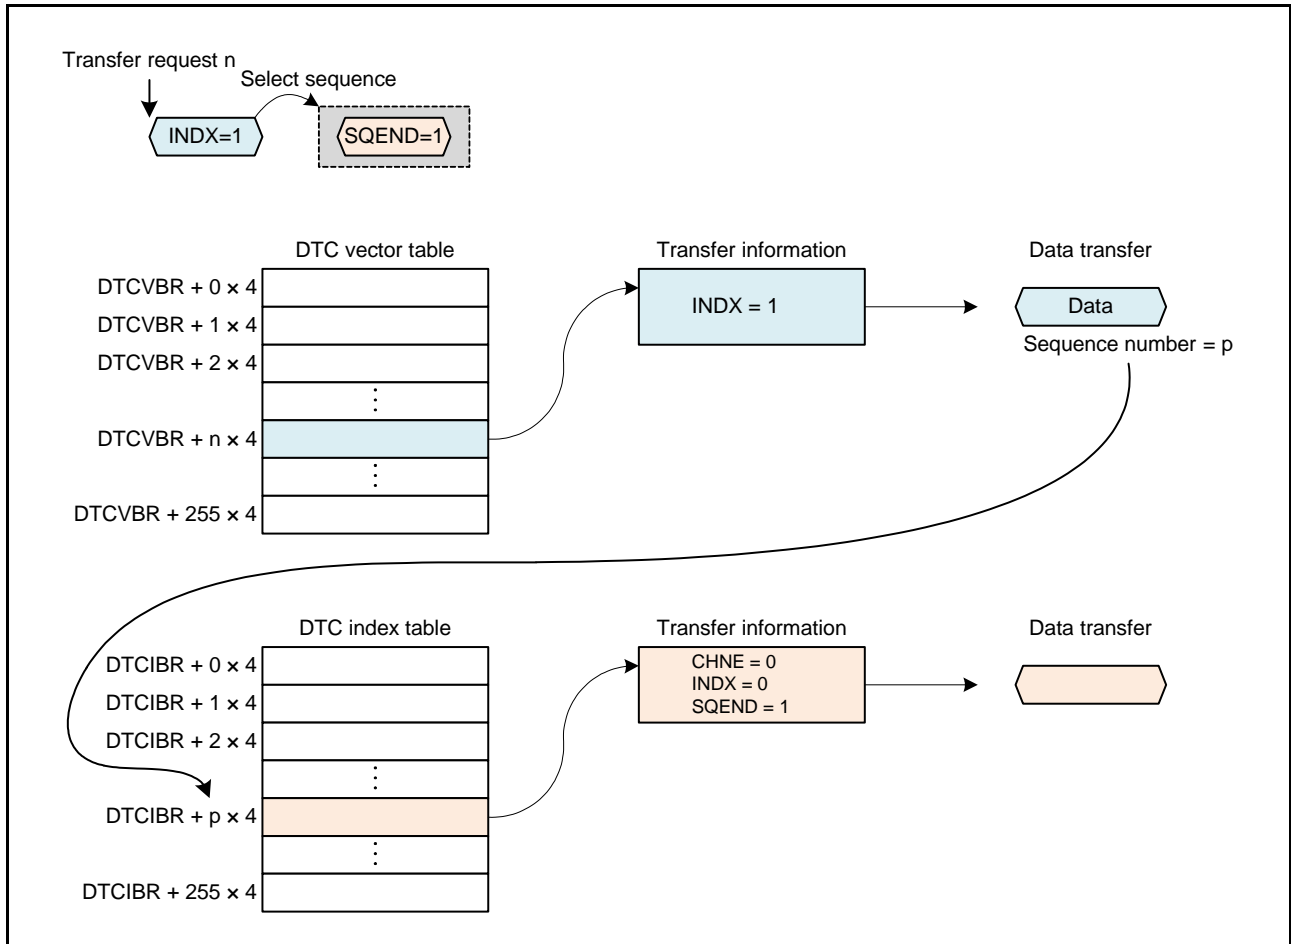 Transfer request n
Select sequence
INDX=1
SQEND=1
DTC vector table
Transfer information
Data transfer
DTCVBR + 0 × 4
DTCVBR + 1 × 4
DTCVBR + 2 × 4
⋮
DTCVBR + n × 4
⋮
DTCVBR + 255 × 4
INDX = 1
Data
Sequence number = p
DTC index table
Transfer information
Data transfer
DTCIBR + 0 × 4
DTCIBR + 1 × 4
DTCIBR + 2 × 4
⋮
DTCIBR + p × 4
⋮
DTCIBR + 255 × 4
CHNE = 0
INDX = 0
SQEND = 1